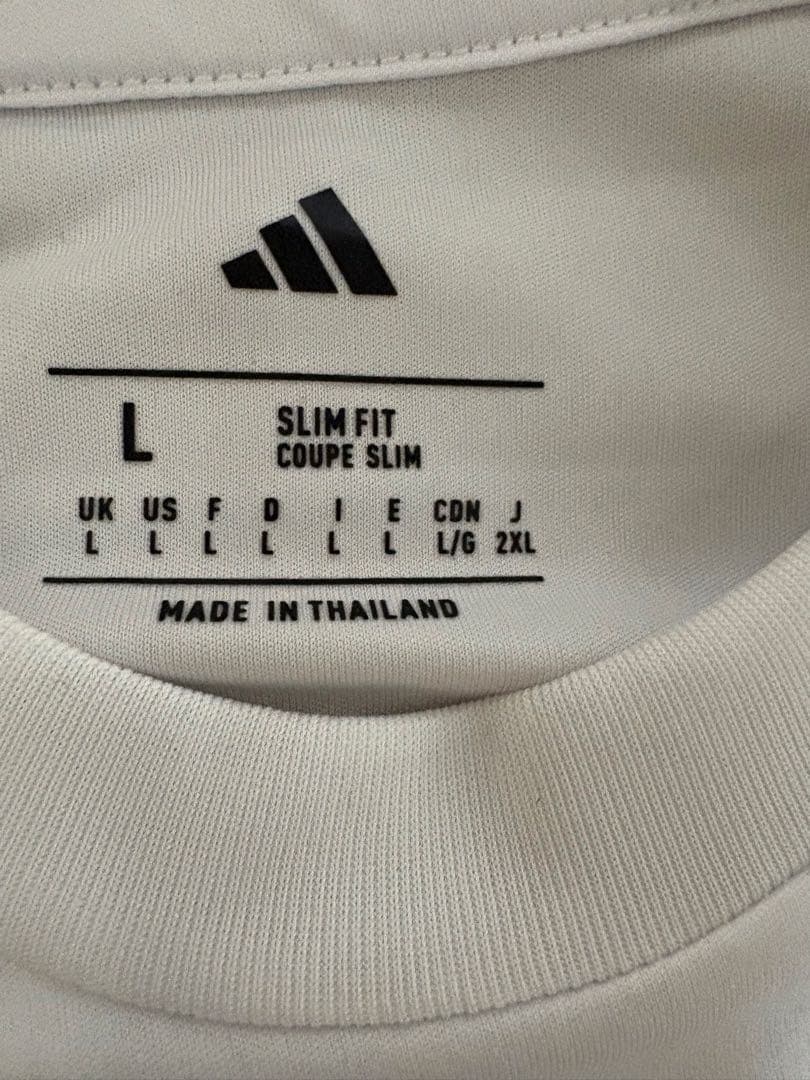 L SLIM FIT
COUPE SLIM
UK US F D I E CDN J
L L L L L L L/G 2XL
MADE IN THAILAND